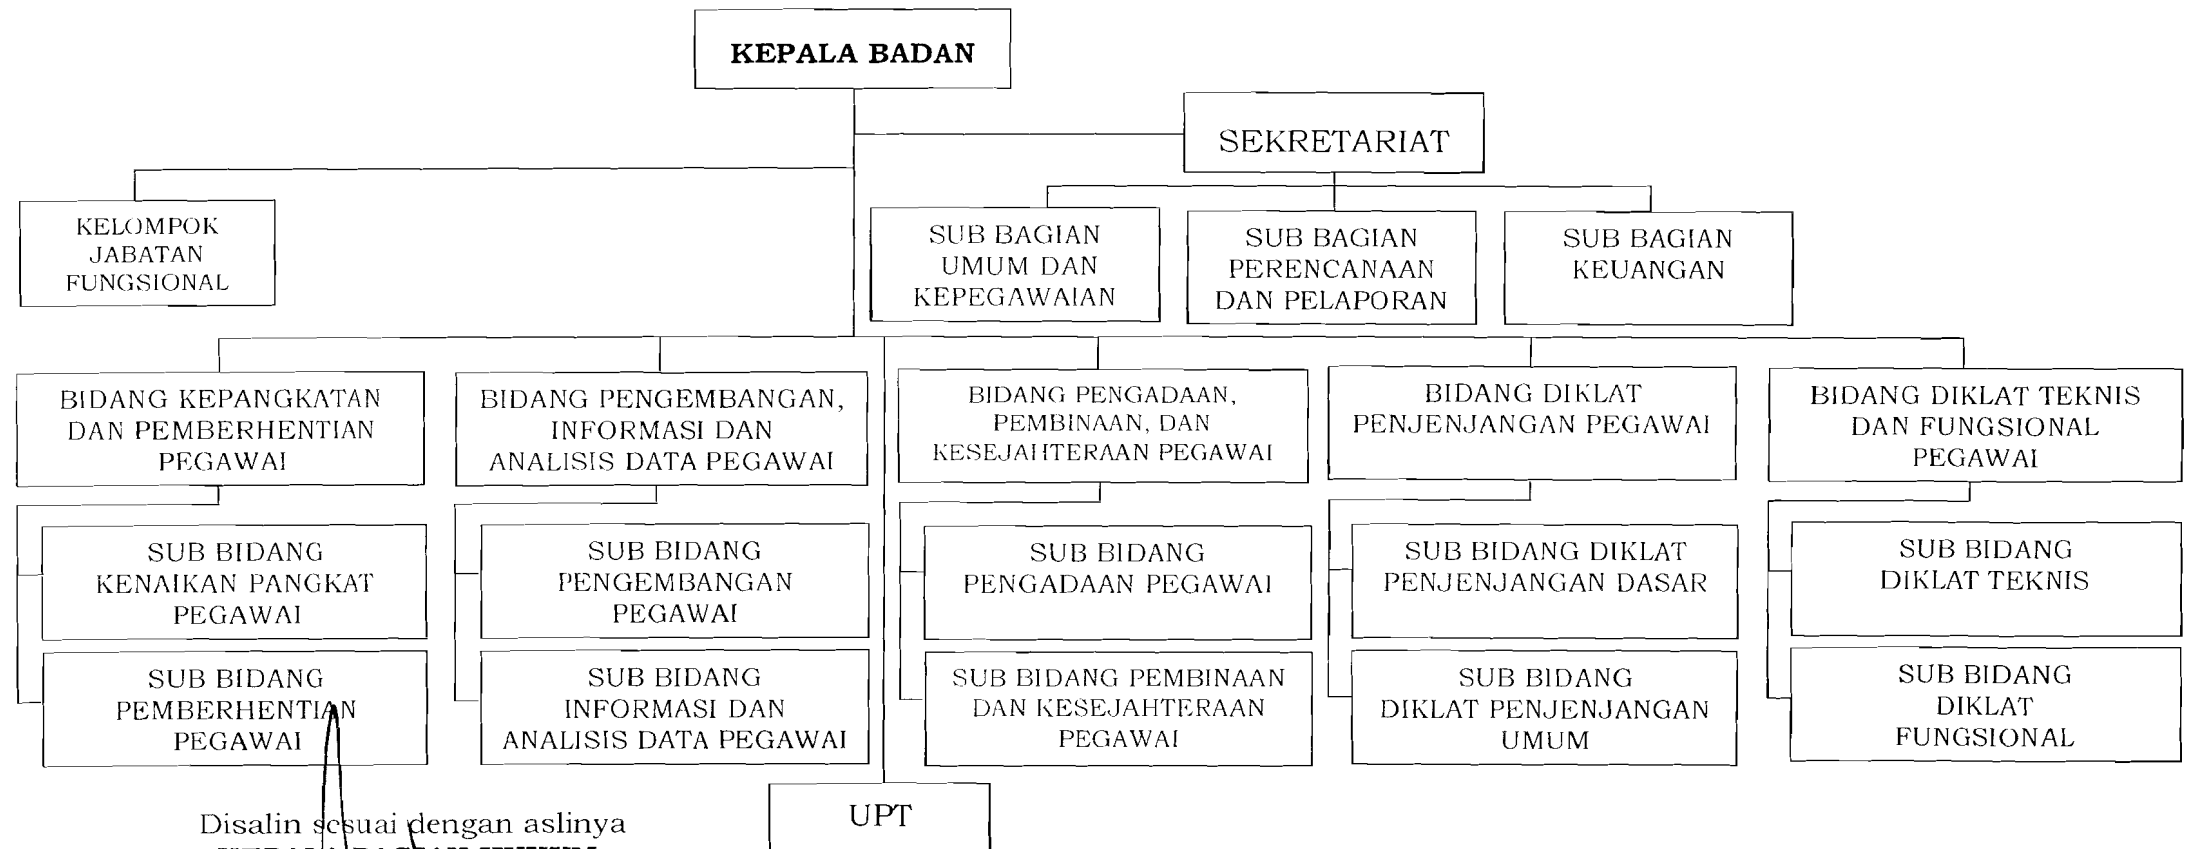 KEPALA BADAN
SEKRETARIAT
KELOMPOK
JABATAN
FUNGSIONAL
SUB BAGIAN
UMUM DAN
KEPEGAWAIAN
SUB BAGIAN
PERENCANAAN
DAN PELAPORAN
SUB BAGIAN
KEUANGAN
BIDANG KEPANGKATAN
DAN PEMBERHENTIAN
PEGAWAI
BIDANG PENGEMBANGAN,
INFORMASI DAN
ANALISIS DATA PEGAWAI
BIDANG PENGADAAN,
PEMBINAAN, DAN
KESEJAHTERAAN PEGAWAI
BIDANG DIKLAT
PENJENJANGAN PEGAWAI
BIDANG DIKLAT TEKNIS
DAN FUNGSIONAL
PEGAWAI
SUB BIDANG
KENAIKAN PANGKAT
PEGAWAI
SUB BIDANG
PENGEMBANGAN
PEGAWAI
SUB BIDANG
PENGADAAN PEGAWAI
SUB BIDANG DIKLAT
PENJENJANGAN DASAR
SUB BIDANG
DIKLAT TEKNIS
SUB BIDANG
PEMBERHENTIAN
PEGAWAI
SUB BIDANG
INFORMASI DAN
ANALISIS DATA PEGAWAI
SUB BIDANG PEMBINAAN
DAN KESEJAHTERAAN
PEGAWAI
SUB BIDANG
DIKLAT PENJENJANGAN
UMUM
SUB BIDANG
DIKLAT
FUNGSIONAL
UPT
Disalin sesuai dengan aslinya